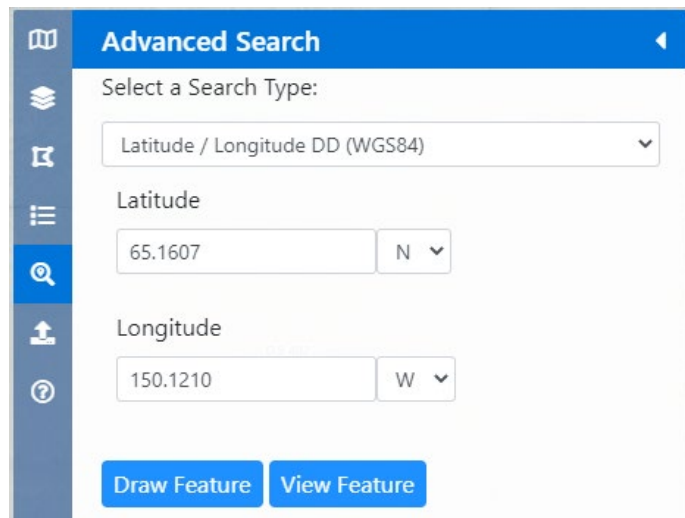 Advanced Search
Select a Search Type:
Latitude / Longitude DD (WGS84)
Latitude
65.1607 N
Longitude
150.1210 W
Draw Feature View Feature